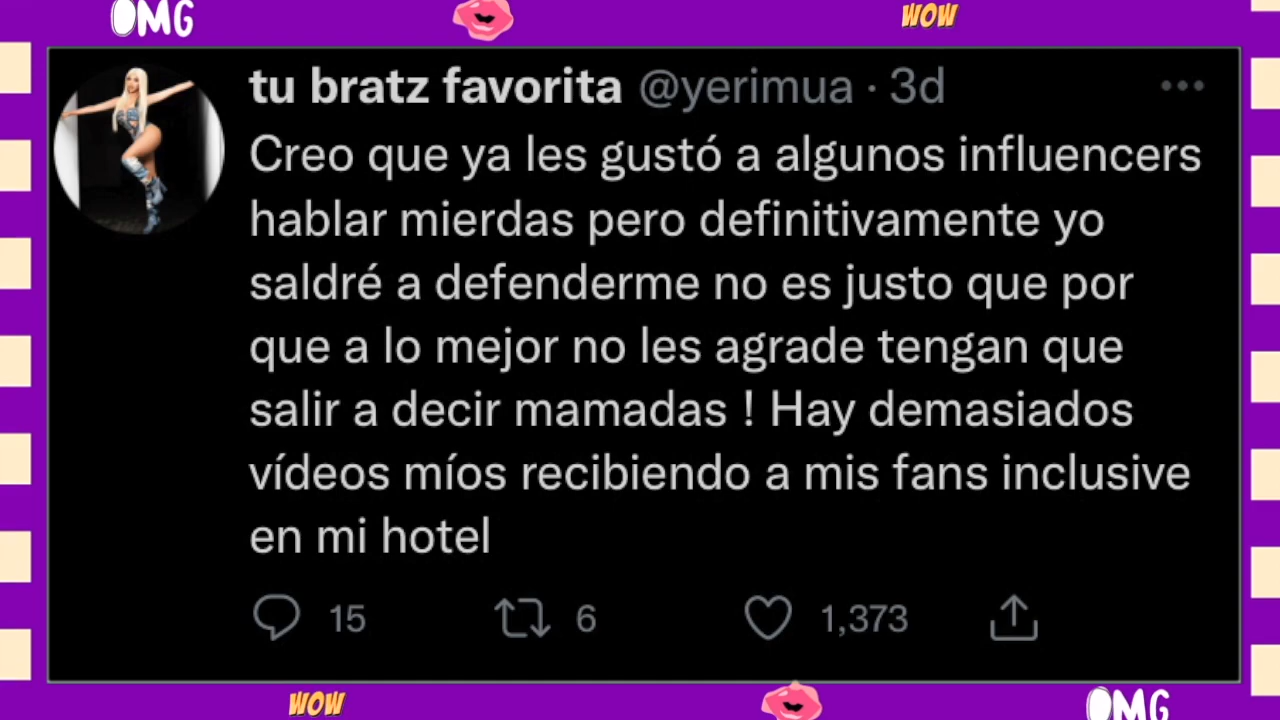 OMG
WOW
tu bratz favorita @yerimua · 3d
Creo que ya les gustó a algunos influencers
hablar mierdas pero definitivamente yo
saldré a defenderme no es justo que por
que a lo mejor no les agrade tengan que
salir a decir mamadas ! Hay demasiados
vídeos míos recibiendo a mis fans inclusive
en mi hotel
15 6 1,373
WOW
OMG